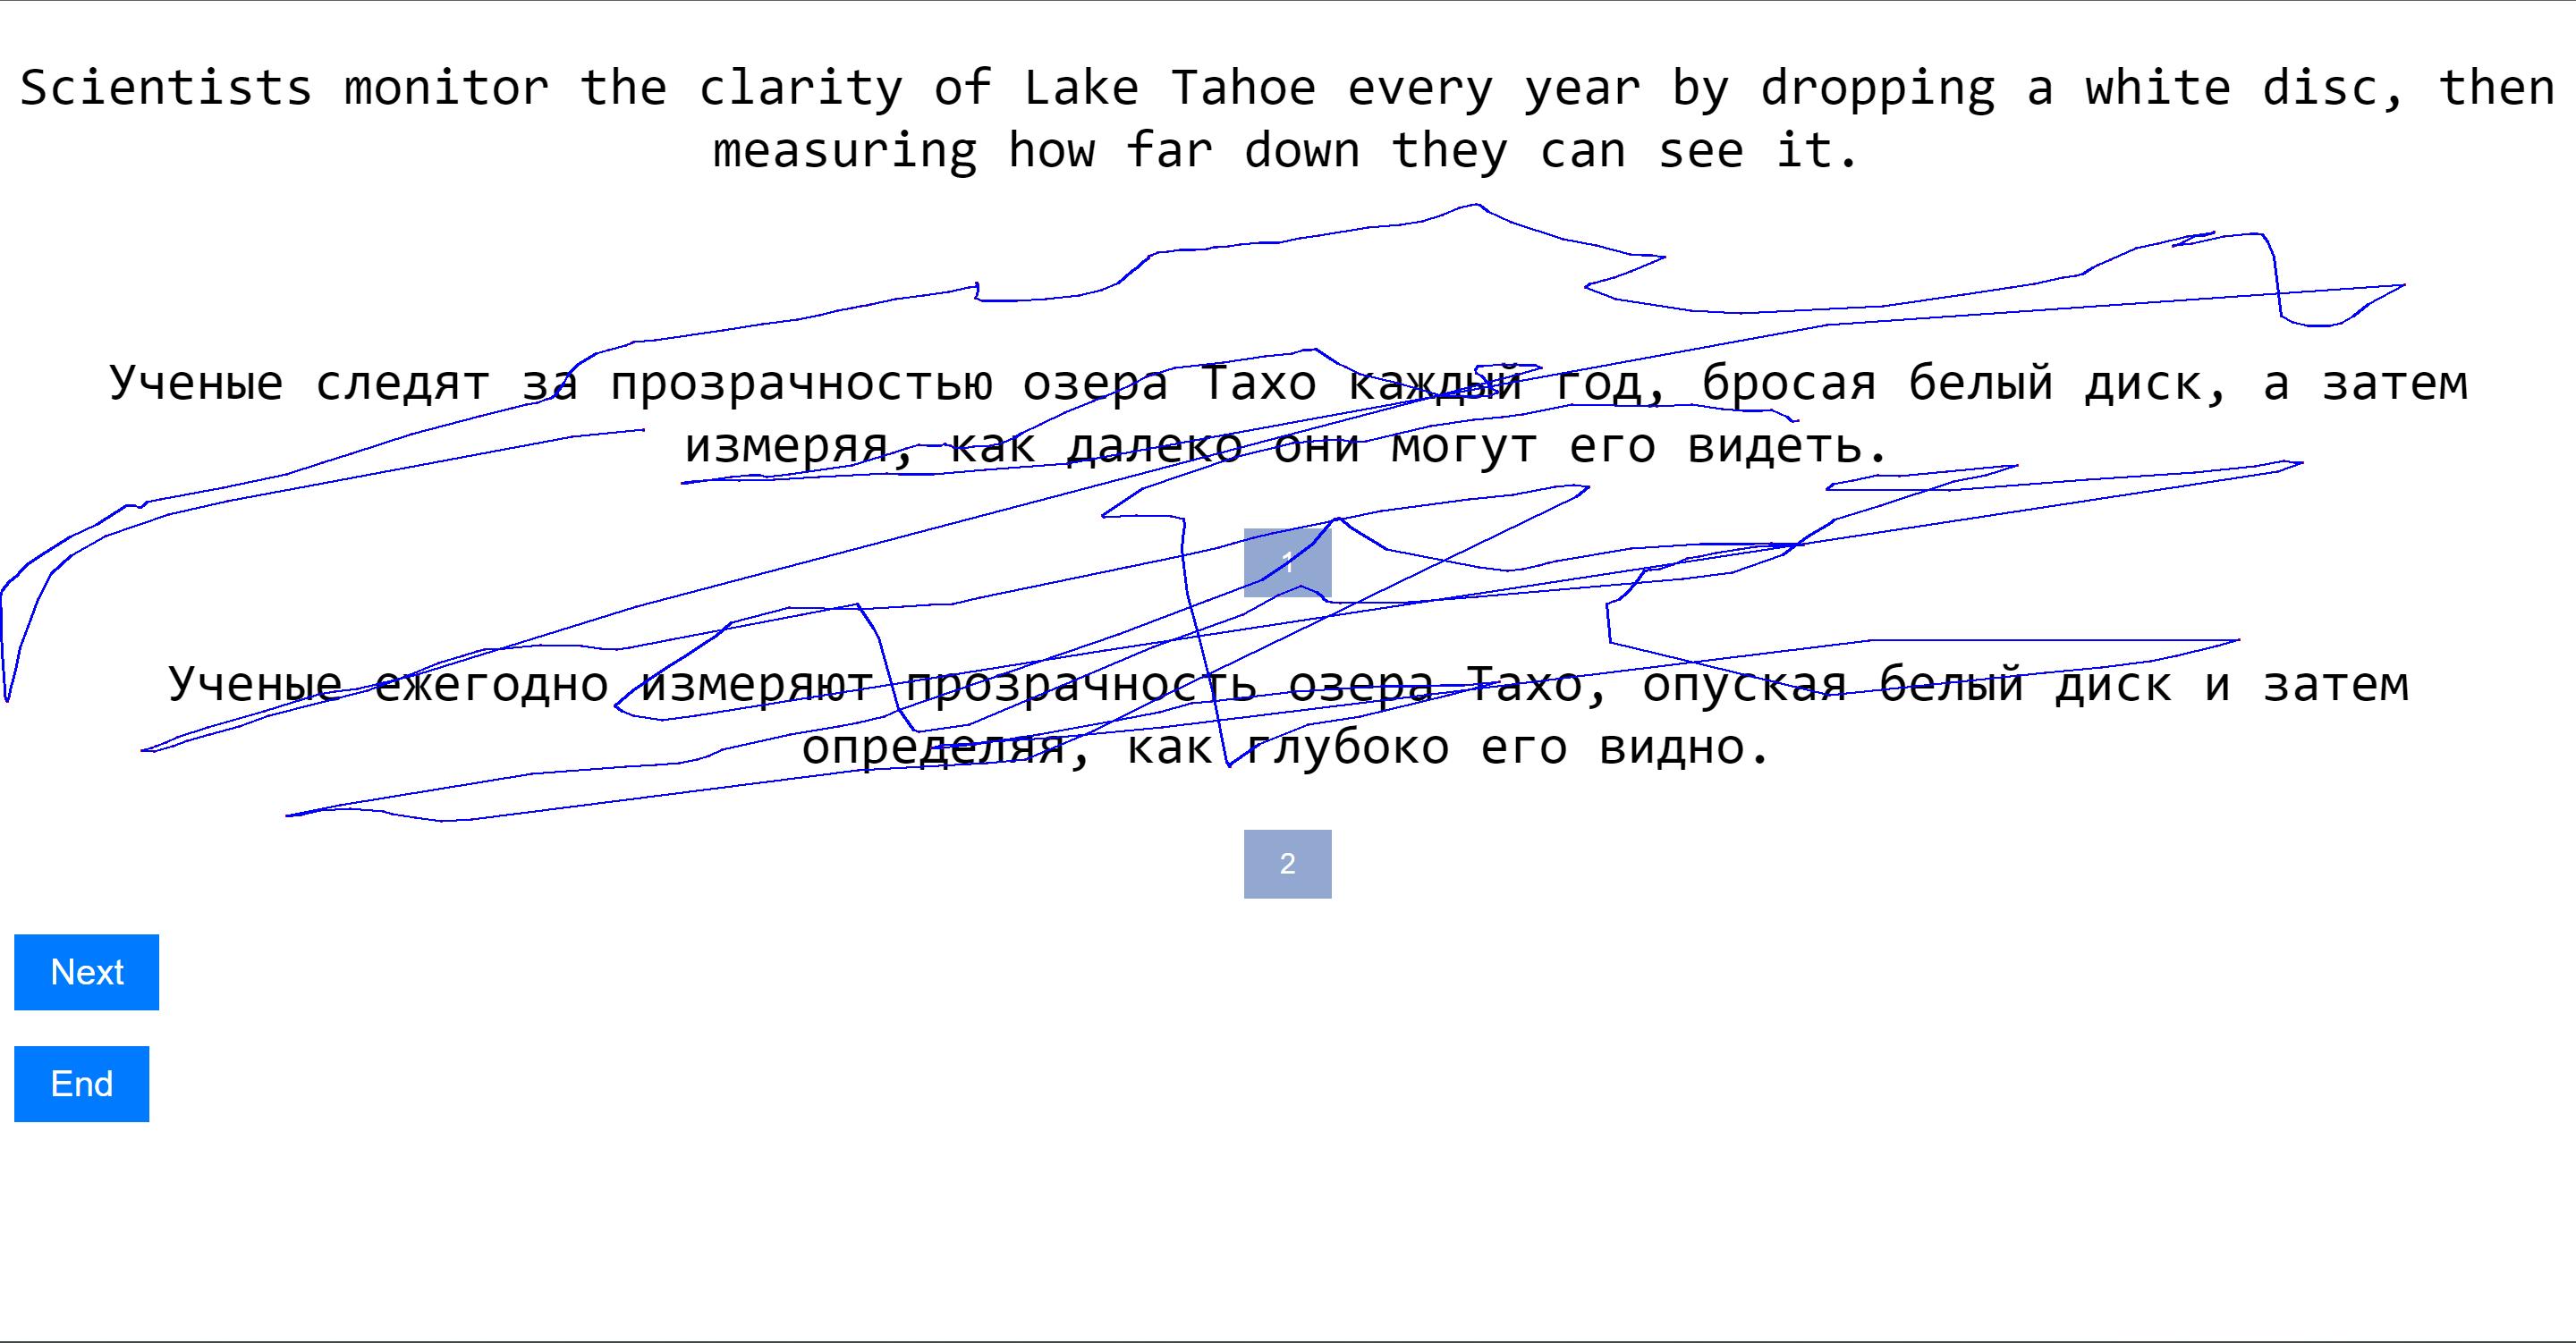 Scientists monitor the clarity of Lake Tahoe every year by dropping a white disc, then
measuring how far down they can see it.
Ученые следят за прозрачностью озера Тахо каждый год, бросая белый диск, а затем
измеряя, как далеко они могут его видеть.
1
Ученые ежегодно измеряют прозрачность озера Тахо, опуская белый диск и затем
определяя, как глубоко его видно.
2
Next
End